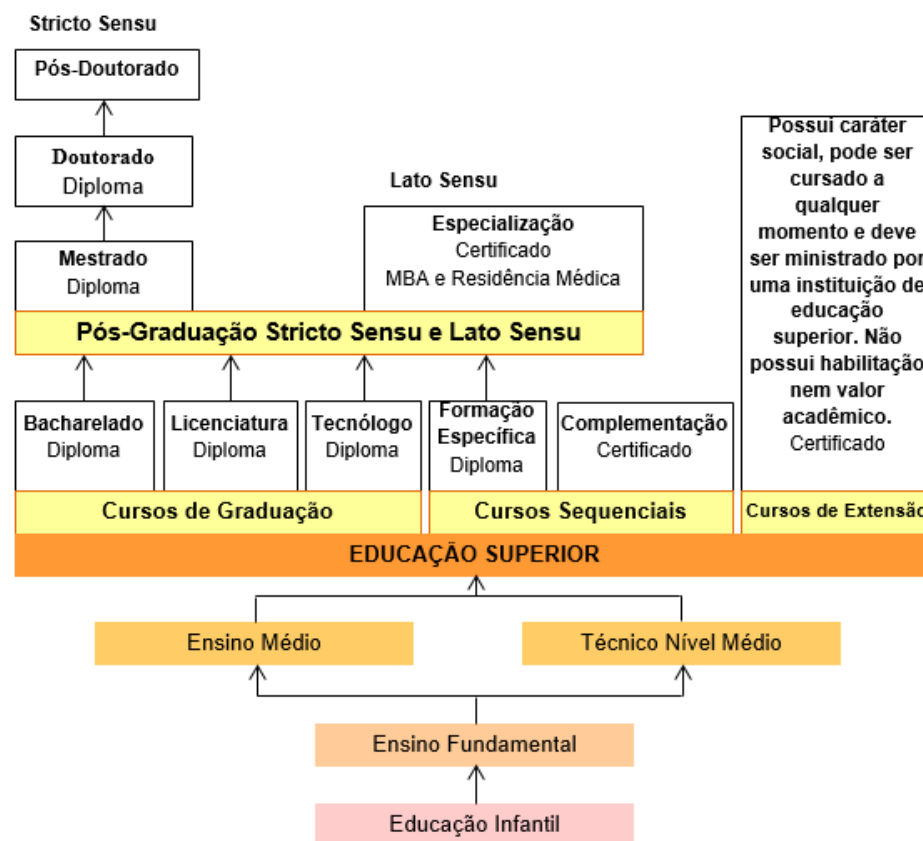 Stricto Sensu
Pós-Doutorado
Doutorado
Diploma
Mestrado
Diploma
Lato Sensu
Especialização
Certificado
MBA e Residência Médica
Pós-Graduação Stricto Sensu e Lato Sensu
Bacharelado
Diploma
Licenciatura
Diploma
Tecnólogo
Diploma
Formação
Específica
Diploma
Complementação
Certificado
Possui caráter
social, pode ser
cursado a
qualquer
momento e deve
ser ministrado por
uma instituição de
educação
superior. Não
possui habilitação
nem valor
acadêmico.
Certificado
Cursos de Graduação
Cursos Sequenciais
Cursos de Extensão
EDUCAÇÃO SUPERIOR
Ensino Médio
Técnico Nível Médio
Ensino Fundamental
Educação Infantil